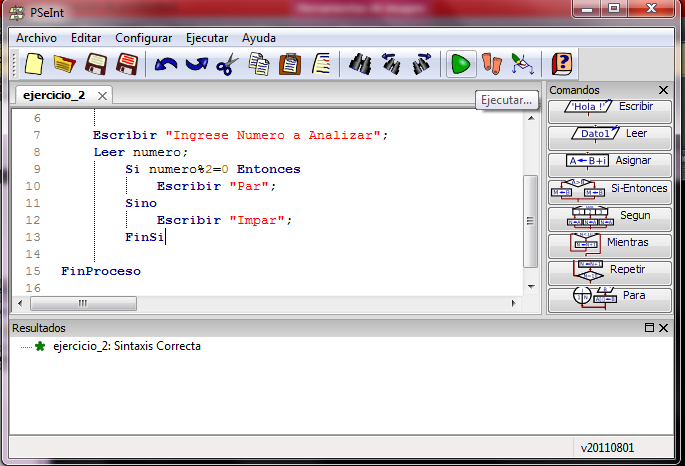 PSeInt
Archivo Editar Configurar Ejecutar Ayuda
ejercicio_2
Ejecutar...
Comandos
6
7 Escribir "Ingrese Numero a Analizar";
8 Leer numero;
9 Si numero%2=0 Entonces
10 Escribir "Par";
11 Sino
12 Escribir "Impar";
13 FinSi
14
15 FinProceso
16
'Hola !' Escribir
Dato1 Leer
A←B+i Asignar
Si-Entonces
Segun
Mientras
Repetir
Para
Resultados
ejercicio_2: Sintaxis Correcta
v20110801